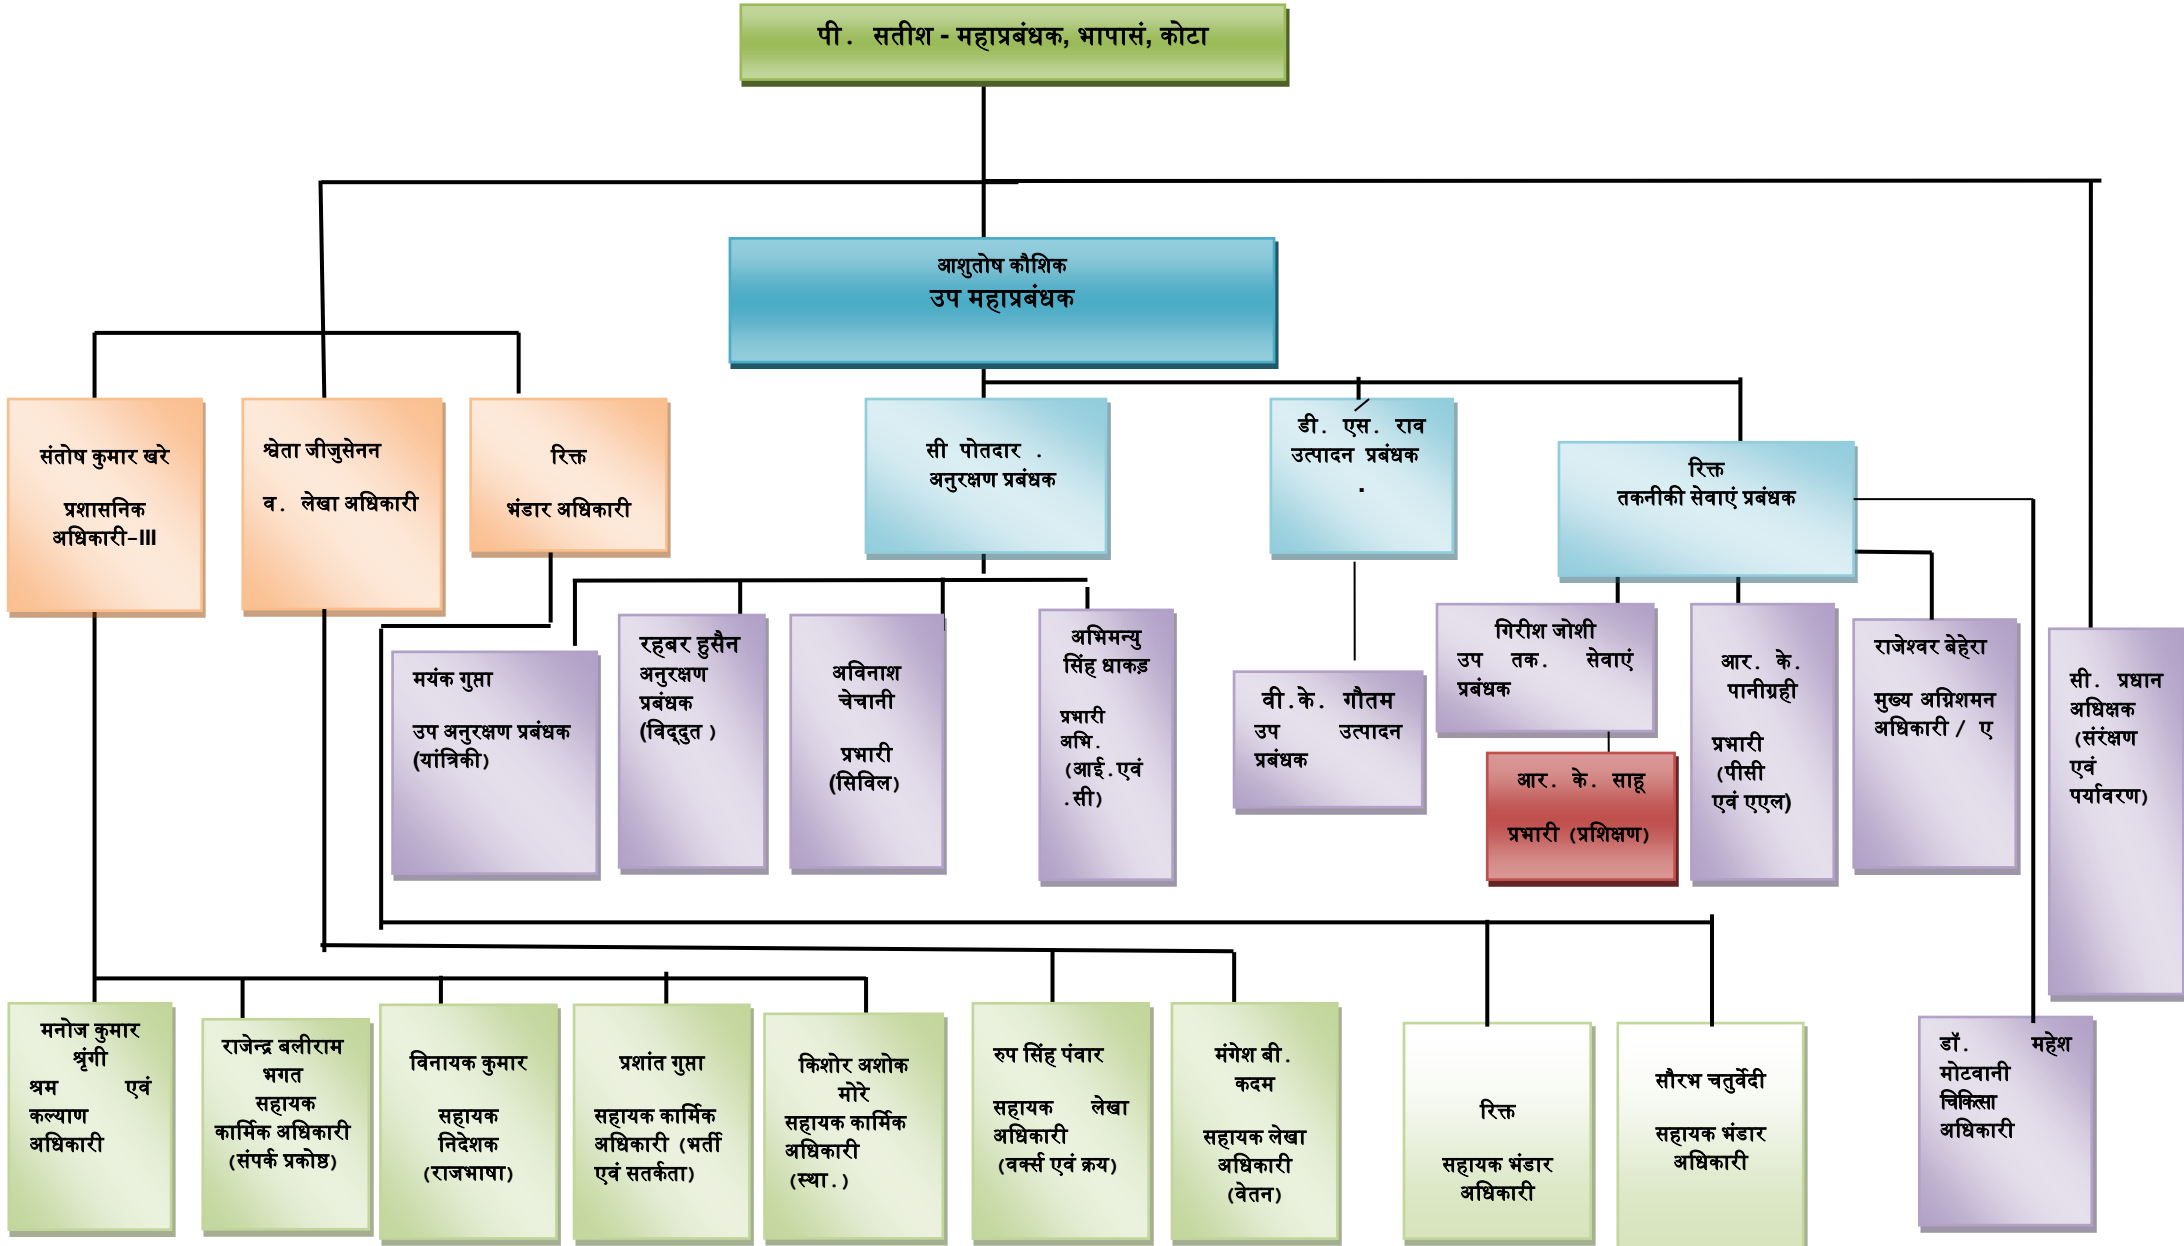 पी. सतीश - महाप्रबंधक, भापासं, कोटा
आशुतोष कौशिक
उप महाप्रबंधक
संतोष कुमार खरे
प्रशासनिक
अधिकारी-III
श्वेता जीजुसेनन
व. लेखा अधिकारी
रिक्त
भंडार अधिकारी
सी पोतदार .
अनुरक्षण प्रबंधक
डी. एस. राव
उत्पादन प्रबंधक
.
रिक्त
तकनीकी सेवाएं प्रबंधक
मयंक गुप्ता
उप अनुरक्षण प्रबंधक
(यांत्रिकी)
रहबर हुसैन
अनुरक्षण
प्रबंधक
(विद्दुत )
अविनाश
चेचानी
प्रभारी
(सिविल)
अभिमन्यु
सिंह धाकड़
प्रभारी
अभि.
(आई.एवं
.सी)
वी.के. गौतम
उप उत्पादन
प्रबंधक
गिरीश जोशी
उप तक. सेवाएं
प्रबंधक
आर. के. साहू
प्रभारी (प्रशिक्षण)
आर. के.
पानीग्रही
प्रभारी
(पीसी
एवं एएल)
राजेश्वर बेहेरा
मुख्य अग्निशमन
अधिकारी / ए
सी. प्रधान
अधिक्षक
(संरंक्षण
एवं
पर्यावरण)
मनोज कुमार
श्रृंगी
श्रम एवं
कल्याण
अधिकारी
राजेन्द्र बलीराम
भगत
सहायक
कार्मिक अधिकारी
(संपर्क प्रकोष्ठ)
विनायक कुमार
सहायक
निदेशक
(राजभाषा)
प्रशांत गुप्ता
सहायक कार्मिक
अधिकारी (भर्ती
एवं सतर्कता)
किशोर अशोक
मोरे
सहायक कार्मिक
अधिकारी
(स्था.)
रुप सिंह पंवार
सहायक लेखा
अधिकारी
(वर्क्स एवं क्रय)
मंगेश बी.
कदम
सहायक लेखा
अधिकारी
(वेतन)
रिक्त
सहायक भंडार
अधिकारी
सौरभ चतुर्वेदी
सहायक भंडार
अधिकारी
डॉ. महेश
मोटवानी
चिकित्सा
अधिकारी